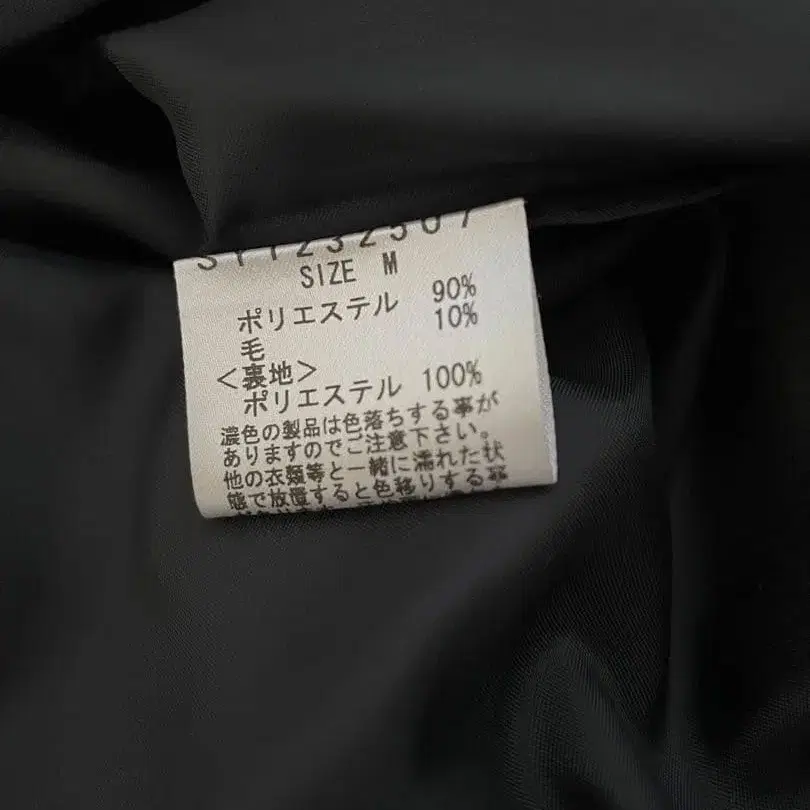 SIZE M
ポリエステル 90%
毛 10%
<裏地>
ポリエステル 100%
濃色の製品は色落ちする事が
ありますのでご注意下さい。
他の衣類等と一緒に濡れた状
態で放置すると色移りする